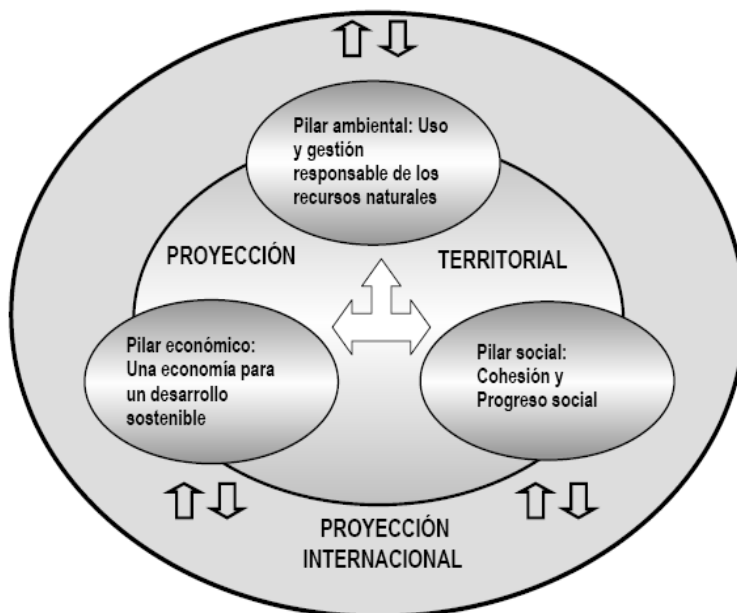 Pilar ambiental: Uso
y gestión
responsable de los
recursos naturales
PROYECCIÓN
TERRITORIAL
Pilar económico:
Una economía para
un desarrollo
sostenible
Pilar social:
Cohesión y
Progreso social
PROYECCIÓN
INTERNACIONAL